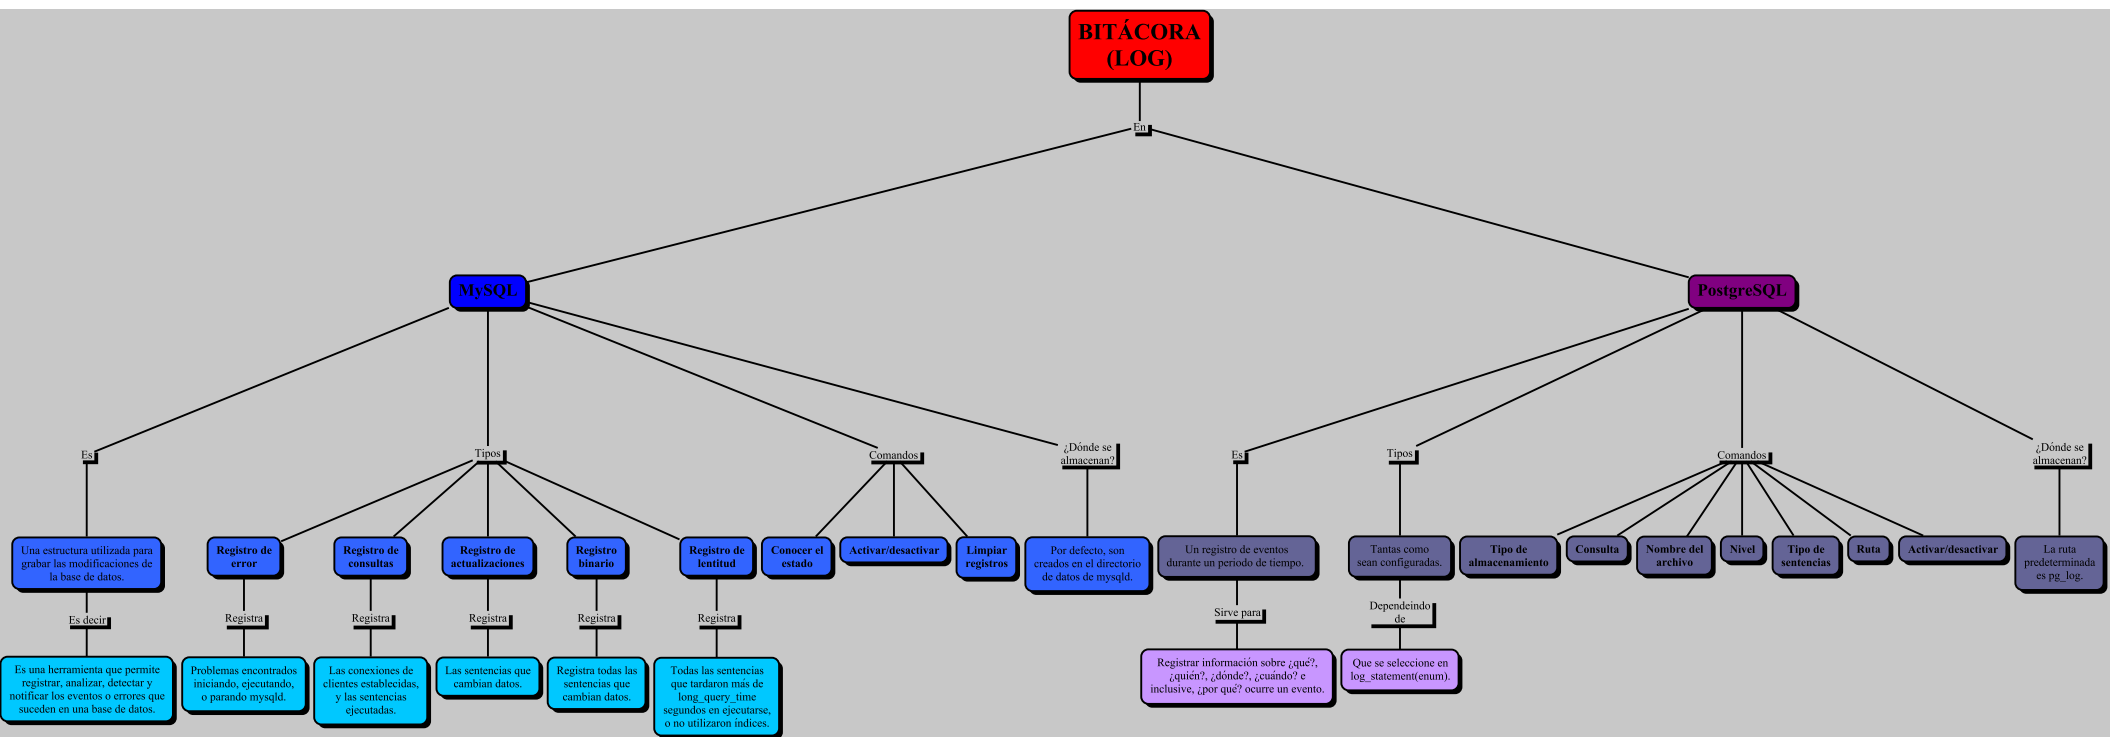 BITÁCORA
(LOG)
En
MySQL
PostgreSQL
Es
Tipos
Comandos
¿Dónde se
almacenan?
Es
Tipos
Comandos
¿Dónde se
almacenan?
Una estructura utilizada para
grabar las modificaciones de
la base de datos.
Registro de
error
Registro de
consultas
Registro de
actualizaciones
Registro
binario
Registro de
lentitud
Conocer el
estado
Activar/desactivar
Limpiar
registros
Por defecto, son
creados en el directorio
de datos de mysqld.
Un registro de eventos
durante un periodo de tiempo.
Tantas como
sean configuradas.
Tipo de
almacenamiento
Consulta
Nombre del
archivo
Nivel
Tipo de
sentencias
Ruta
Activar/desactivar
La ruta
predeterminada
es pg_log.
Es decir
Registra
Registra
Registra
Registra
Registra
Sirve para
Dependeindo
de
Es una herramienta que permite
registrar, analizar, detectar y
notificar los eventos o errores que
suceden en una base de datos.
Problemas encontrados
iniciando, ejecutando,
o parando mysqld.
Las conexiones de
clientes establecidas,
y las sentencias
ejecutadas.
Las sentencias que
cambian datos.
Registra todas las
sentencias que
cambian datos.
Todas las sentencias
que tardaron más de
long_query_time
segundos en ejecutarse,
o no utilizaron índices.
Registrar información sobre ¿qué?,
¿quién?, ¿dónde?, ¿cuándo? e
inclusive, ¿por qué? ocurre un evento.
Que se seleccione en
log_statement(enum).